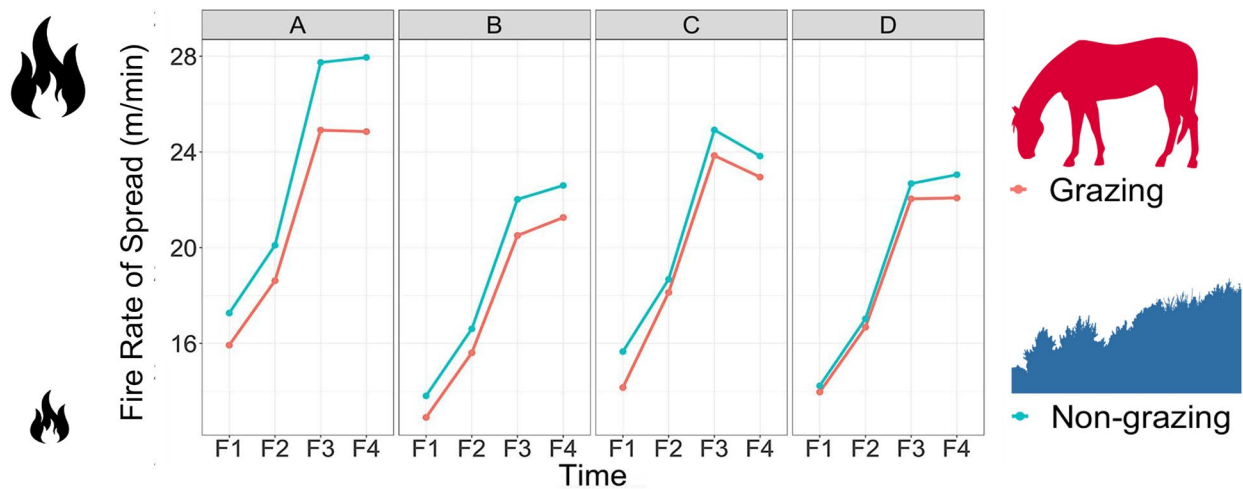 A B C D
Fire Rate of Spread (m/min)
28
24
20
16
F1 F2 F3 F4 F1 F2 F3 F4 F1 F2 F3 F4 F1 F2 F3 F4
Time
Grazing
Non-grazing